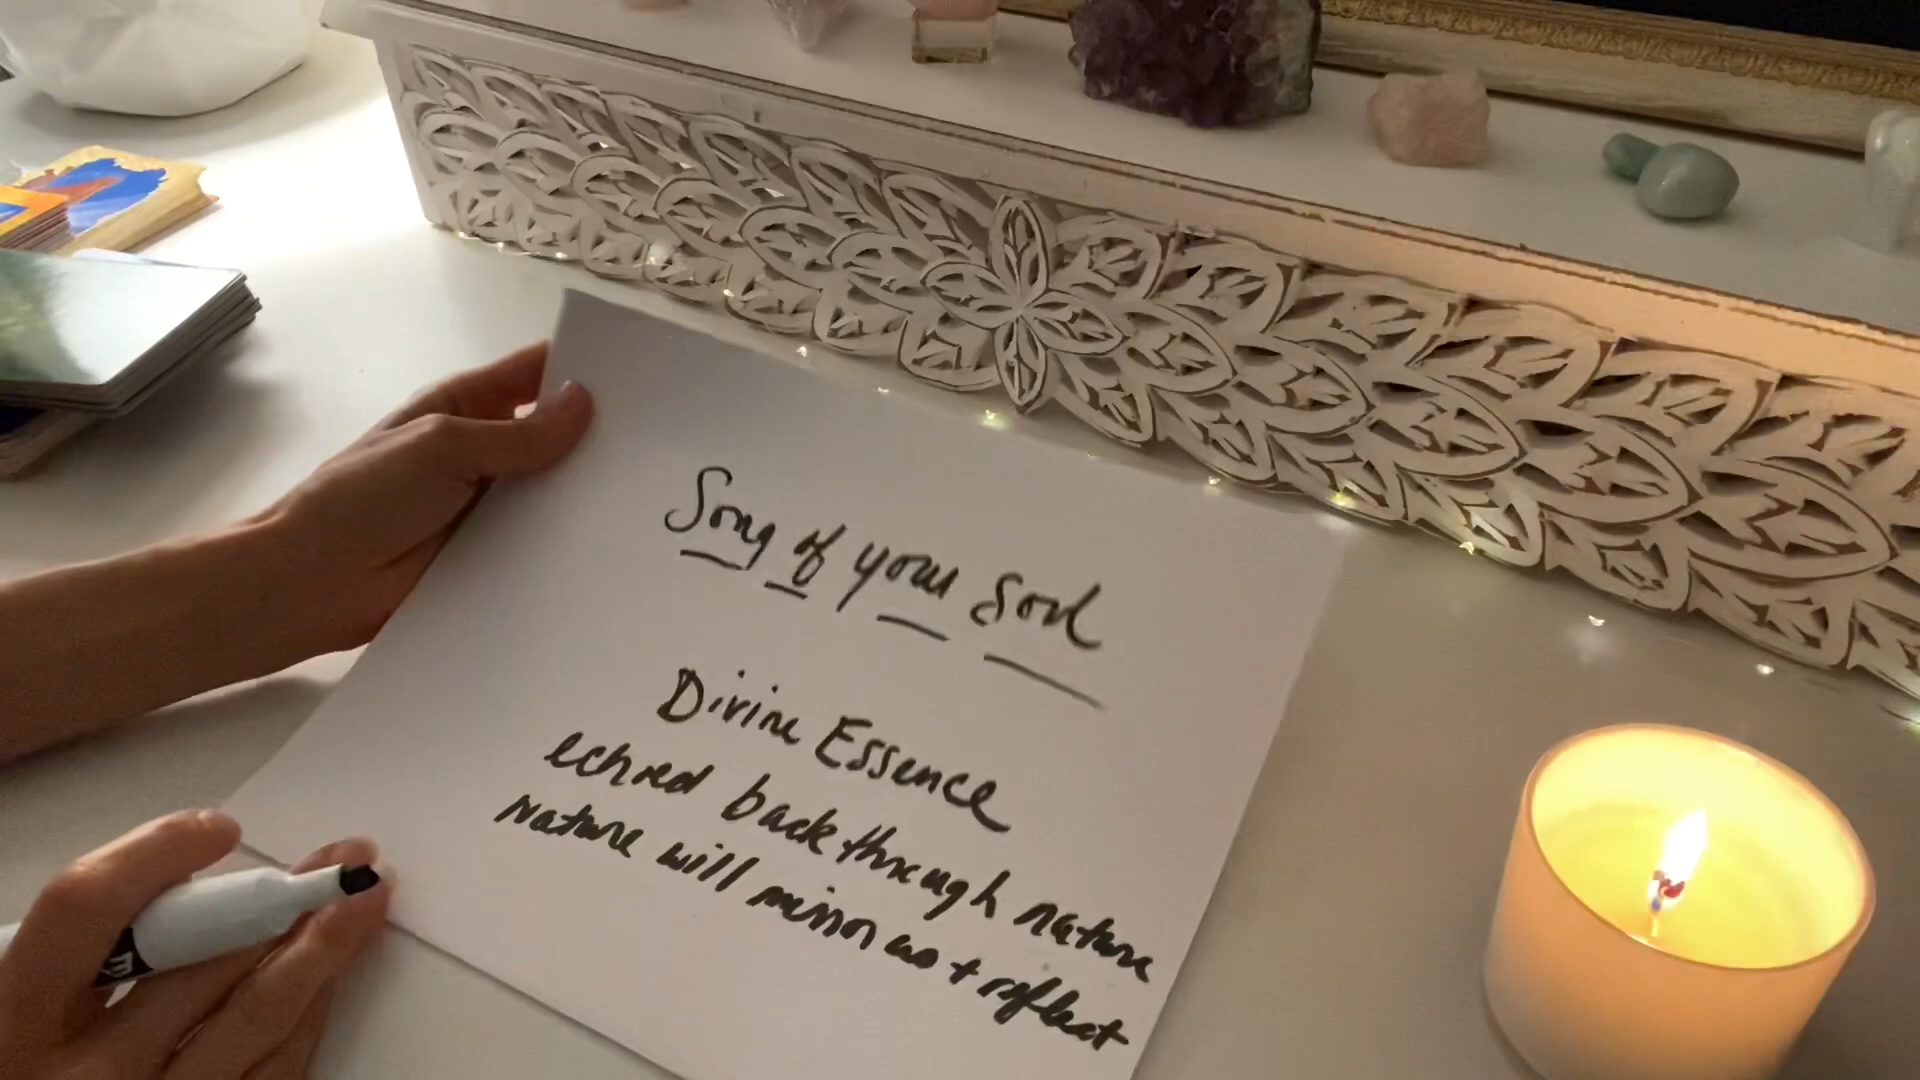 Song of your Soul
Divine Essence
echoed back through nature
Nature will mirror us + reflect